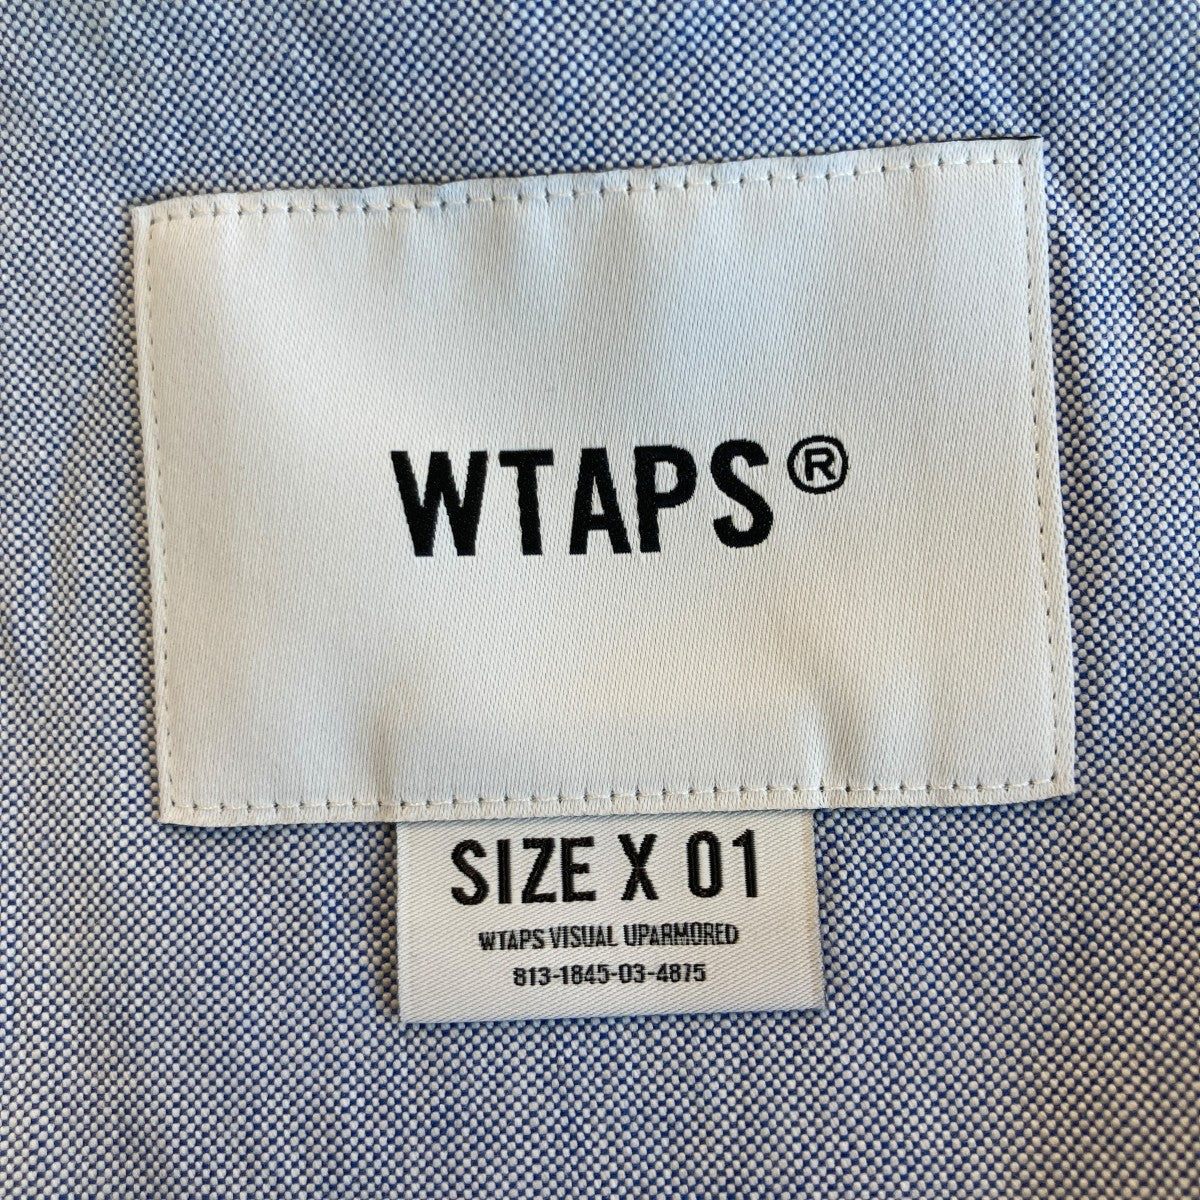 WTAPS®
SIZE X 01
WTAPS VISUAL UPARMORED
813-1845-03-4875